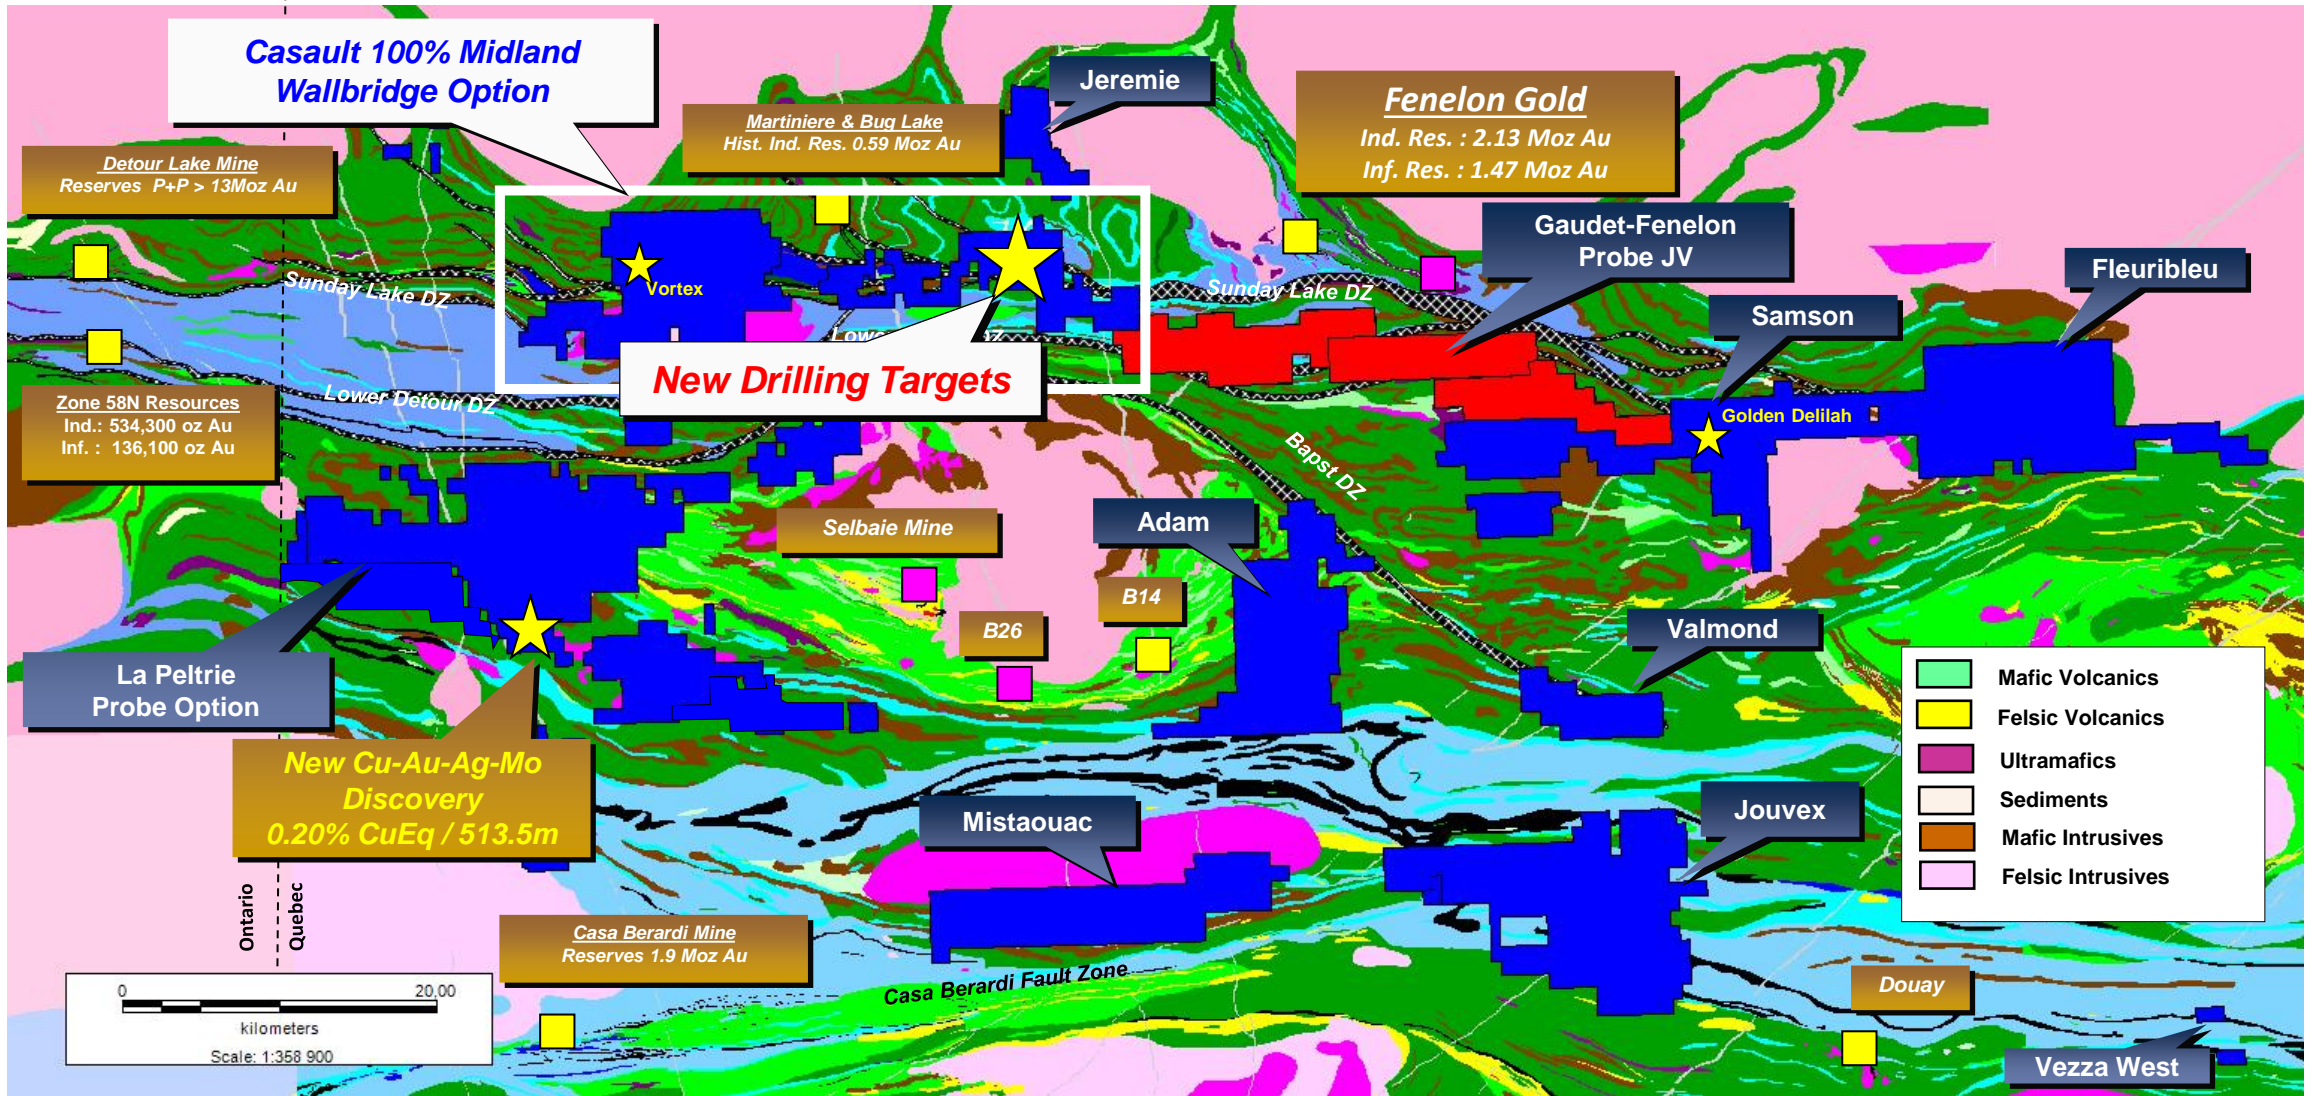 Casault 100% Midland
Wallbridge Option
Jeremie
Fenelon Gold
Ind. Res. : 2.13 Moz Au
Inf. Res. : 1.47 Moz Au
Martiniere & Bug Lake
Hist. Ind. Res. 0.59 Moz Au
Detour Lake Mine
Reserves P+P > 13Moz Au
Gaudet-Fenelon
Probe JV
Fleuribleu
Samson
Sunday Lake DZ
Vortex
Sunday Lake DZ
Lowe
DZ
New Drilling Targets
Zone 58N Resources
Ind.: 534,300 oz Au
Inf. : 136,100 oz Au
Lower Detour DZ
Golden Delilah
Bapst DZ
Selbaie Mine
Adam
B14
B26
Valmond
La Peltrie
Probe Option
New Cu-Au-Ag-Mo
Discovery
0.20% CuEq / 513.5m
Mafic Volcanics
Felsic Volcanics
Ultramafics
Sediments
Mafic Intrusives
Felsic Intrusives
Mistaouac
Jouvex
Ontario
Quebec
Casa Berardi Mine
Reserves 1.9 Moz Au
Casa Berardi Fault Zone
Douay
Vezza West
0 20,00
kilometers
Scale: 1:358 900